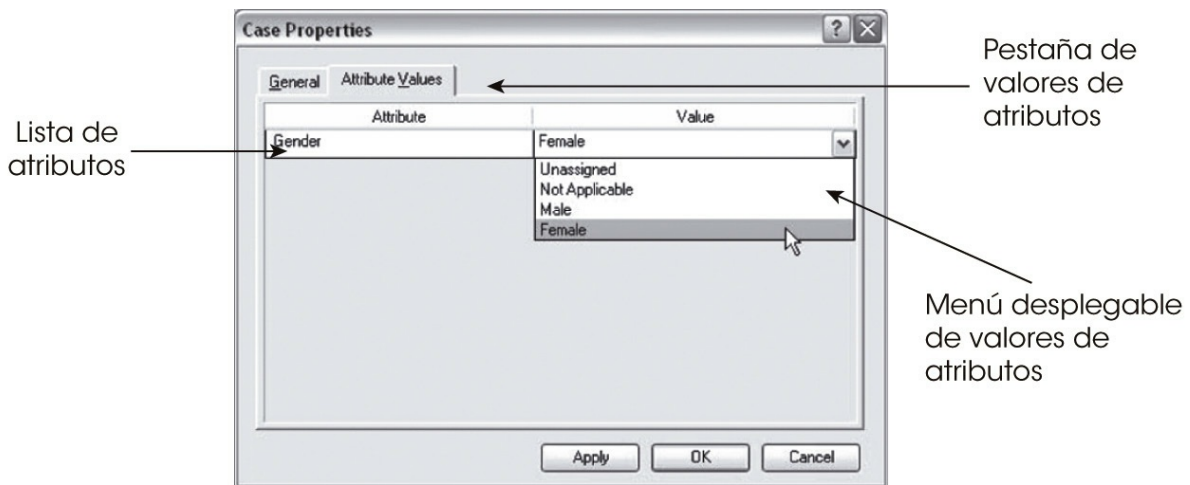 Case Properties
General Attribute Values
Pestaña de
valores de
atributos
Attribute Value
Lista de
atributos
Gender Female
Unassigned
Not Applicable
Male
Female
Menú desplegable
de valores de
atributos
Apply OK Cancel